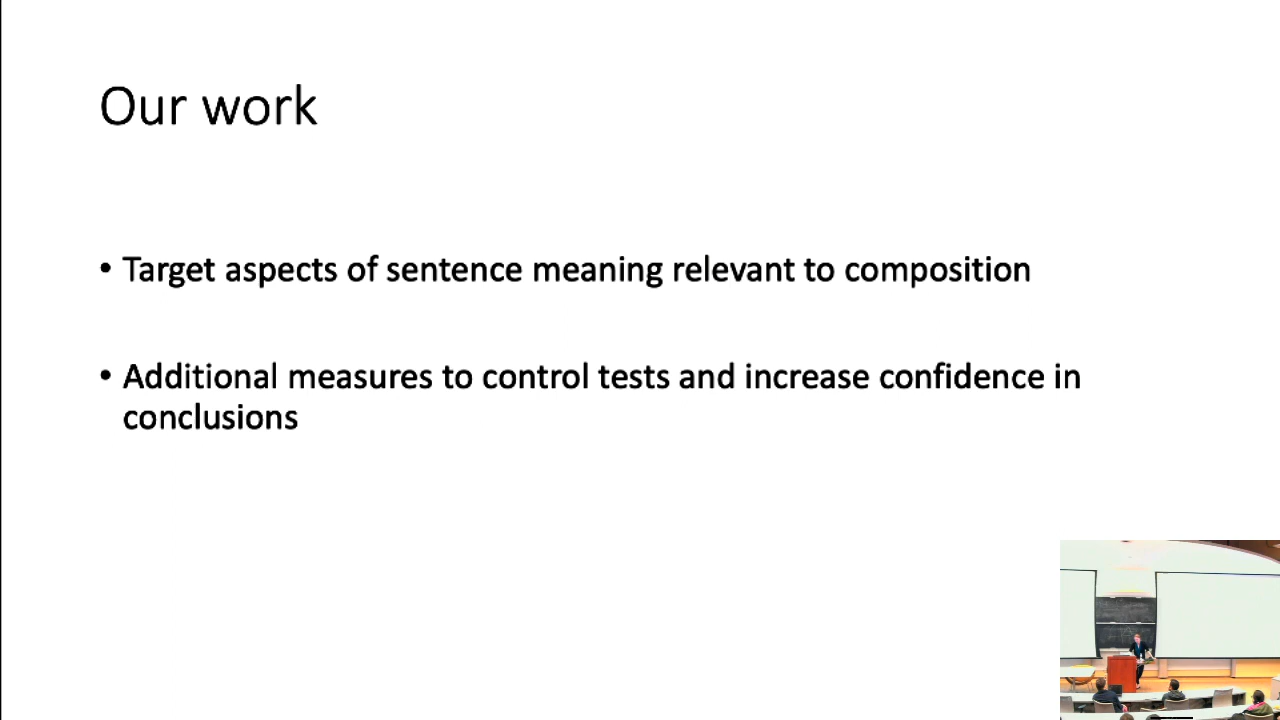 Our work
• Target aspects of sentence meaning relevant to composition
• Additional measures to control tests and increase confidence in
conclusions